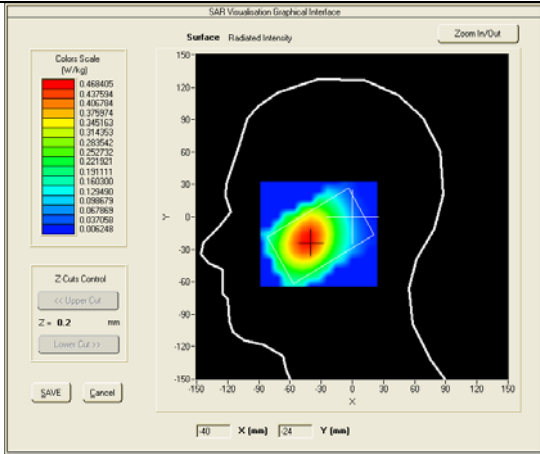 SAR Visualisation Graphical Interface
Surface Radiated Intensity
Zoom In/Out
Colors Scale
(W/kg)
0.468405
0.437594
0.406784
0.375974
0.345163
0.314353
0.283542
0.252732
0.221921
0.191111
0.160300
0.129490
0.098679
0.067869
0.037058
0.006248
Z Cuts Control
<< Upper Cut
Z = 0.2 mm
Lower Cut >>
SAVE Cancel
150
120
90
60
30
0
-30
-60
-90
-120
-150
Y
-150 -120 -90 -60 -30 0 30 60 90 120 150
X
-40 X (mm) -24 Y (mm)